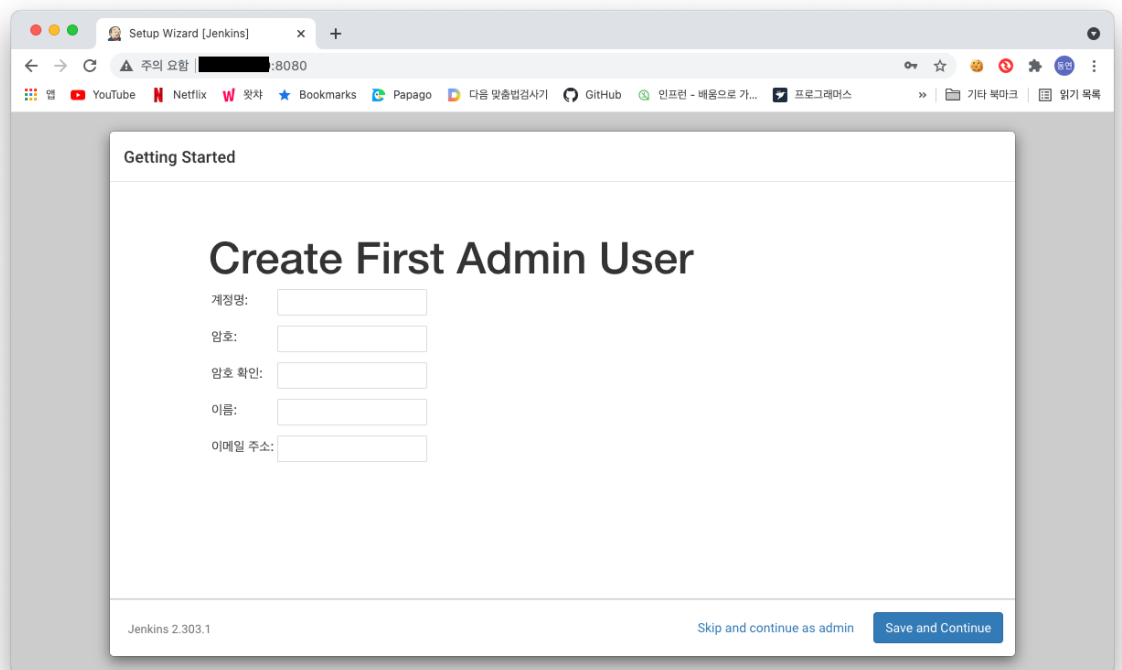 Setup Wizard [Jenkins]
주의 요함 :8080
앱 YouTube Netflix 왓챠 Bookmarks Papago 다음 맞춤법검사기 GitHub 인프런 - 배움으로 가... 프로그래머스 » 기타 북마크 읽기 목록
동연
Getting Started
Create First Admin User
계정명:
암호:
암호 확인:
이름:
이메일 주소:
Jenkins 2.303.1 Skip and continue as admin Save and Continue